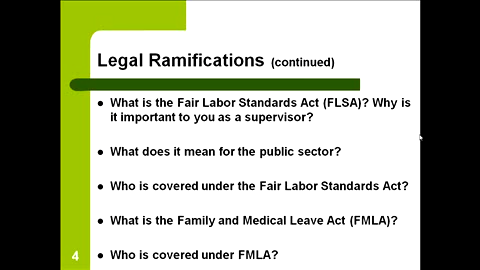 Legal Ramifications (continued)
● What is the Fair Labor Standards Act (FLSA)? Why is
it important to you as a supervisor?
● What does it mean for the public sector?
● Who is covered under the Fair Labor Standards Act?
● What is the Family and Medical Leave Act (FMLA)?
● Who is covered under FMLA?
4